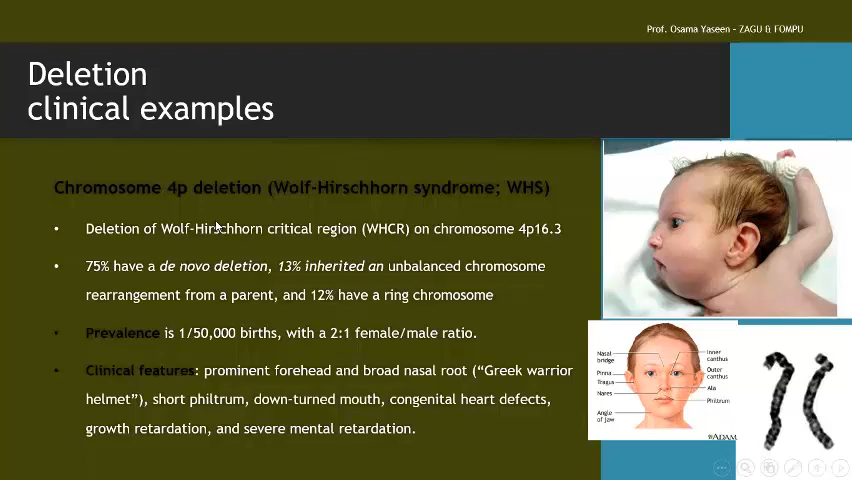 Prof. Osama Yaseen – ZAGU & FOMPU
Deletion
clinical examples
Chromosome 4p deletion (Wolf-Hirschhorn syndrome; WHS)
• Deletion of Wolf-Hirschhorn critical region (WHCR) on chromosome 4p16.3
• 75% have a de novo deletion, 13% inherited an unbalanced chromosome
rearrangement from a parent, and 12% have a ring chromosome
• Prevalence is 1/50,000 births, with a 2:1 female/male ratio.
• Clinical features: prominent forehead and broad nasal root (“Greek warrior
helmet”), short philtrum, down-turned mouth, congenital heart defects,
growth retardation, and severe mental retardation.
Nasal
bridge
Pinna
Tragus
Nares
Angle
of jaw
Inner
canthus
Outer
canthus
Ala
Philtrum
ADAM